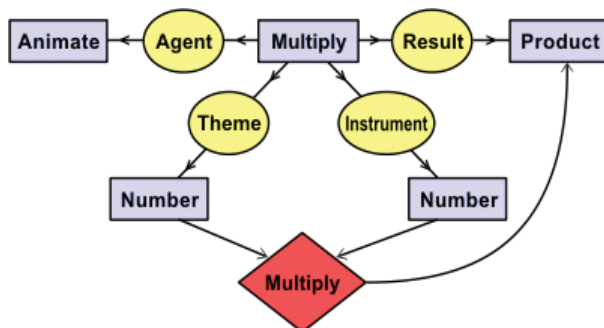 Animate
Agent
Multiply
Result
Product
Theme
Instrument
Number
Number
Multiply